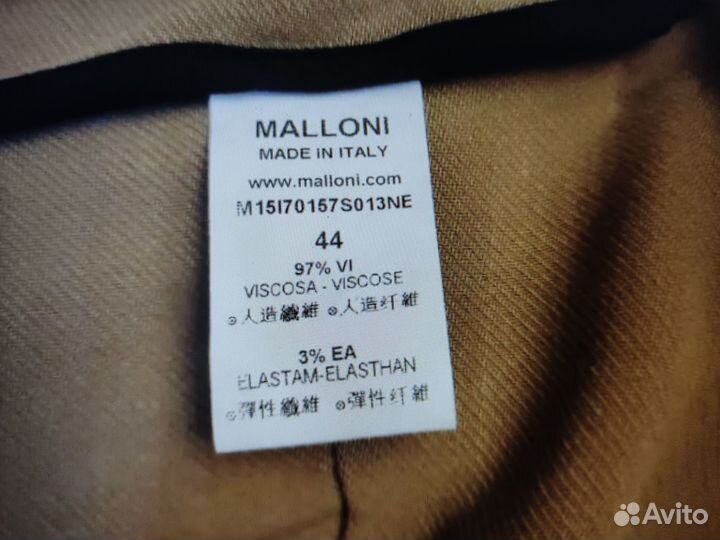 MALLONI
MADE IN ITALY
www.malloni.com
M15I70157S013NE
44
97% VI
VISCOSA - VISCOSE
⊙人造纖維 ⊙人造纤維
3% EA
ELASTAM-ELASTHAN
⊙彈性纖維 ⊙彈性纤維
Avito